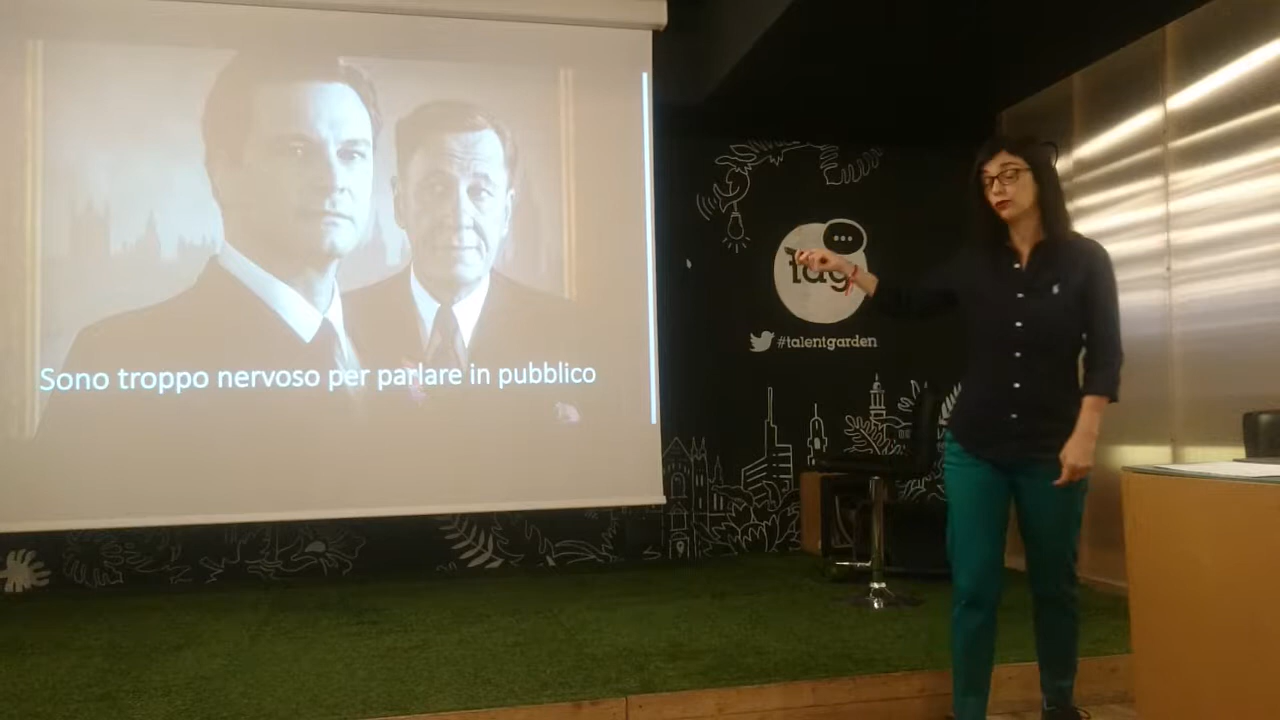 Sono troppo nervoso per parlare in pubblico
tag
#talentgarden